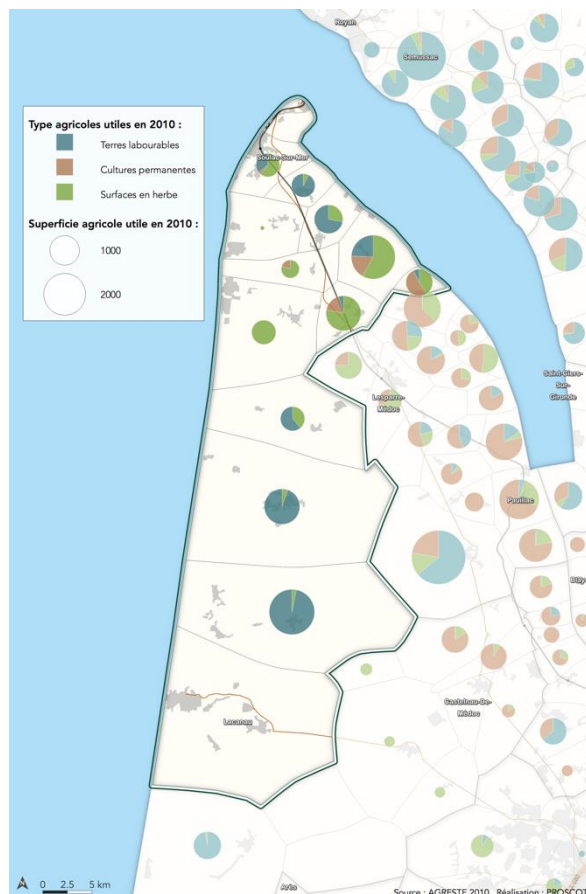 Royan
Semussac
Type agricoles utiles en 2010 :
Terres labourables
Cultures permanentes
Surfaces en herbe
Superficie agricole utile en 2010 :
1000
2000
Soulac-Sur-Mer
Saint-Ciers-
Sur-
Gironde
Lesparre-
Médoc
Pauillac
Blay
Castelnau-De-
Médoc
Lacanau
Arès
N
0 2.5 5 km
Source : AGRESTE 2010 Réalisation : PROSCOT